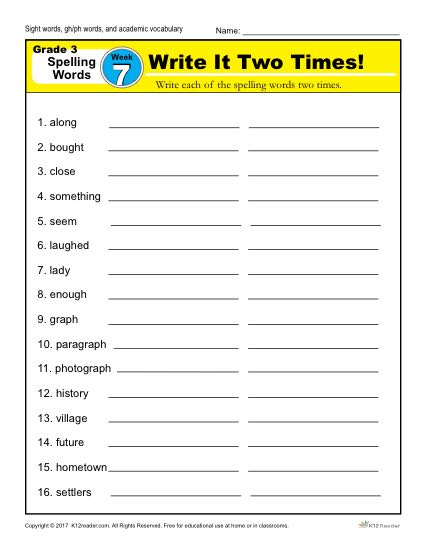 Sight words, gh/ph words, and academic vocabulary
Name:
Grade 3
Spelling
Words
Week
7
Write It Two Times!
Write each of the spelling words two times.
1. along
2. bought
3. close
4. something
5. seem
6. laughed
7. lady
8. enough
9. graph
10. paragraph
11. photograph
12. history
13. village
14. future
15. hometown
16. settlers
Copyright © 2017 K12reader.com. All Rights Reserved. Free for educational use at home or in classrooms.
K12Reader